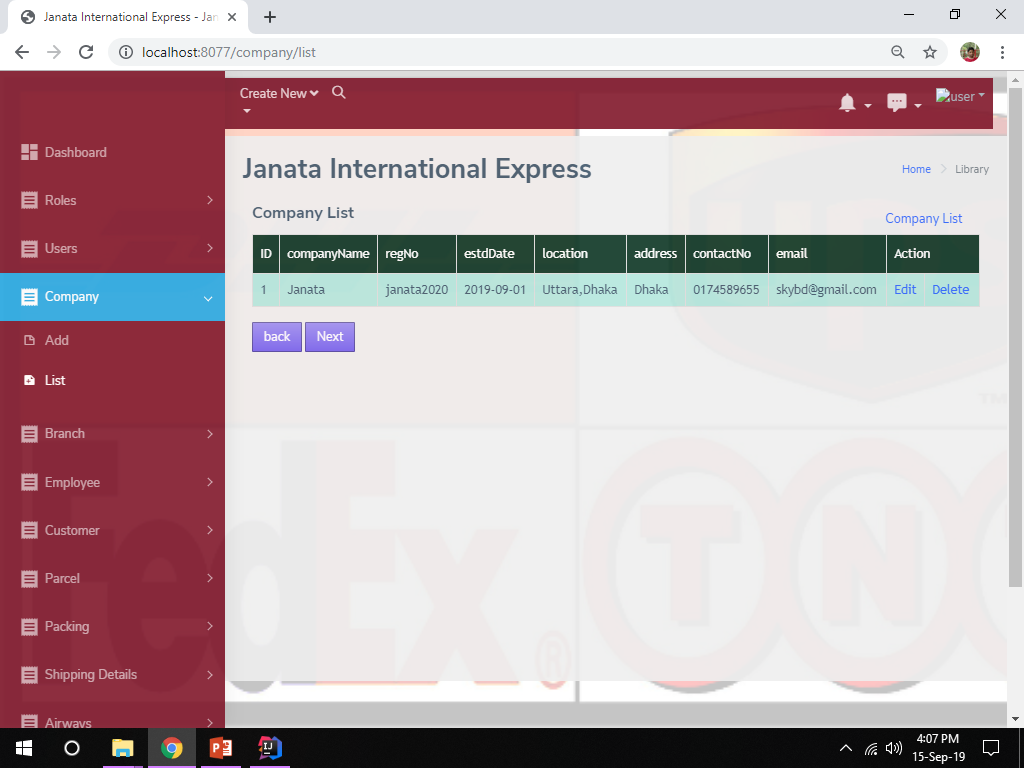 Janata International Express - Jan
localhost:8077/company/list
Create New
user
Dashboard
Roles
Users
Company
Add
List
Branch
Employee
Customer
Parcel
Packing
Shipping Details
Airways
Janata International Express
Home > Library
Company List
Company List
ID companyName regNo estdDate location address contactNo email Action
1 Janata janata2020 2019-09-01 Uttara,Dhaka Dhaka 0174589655 skybd@gmail.com Edit Delete
back Next
TM
FedEx ®
TN
4:07 PM
15-Sep-19